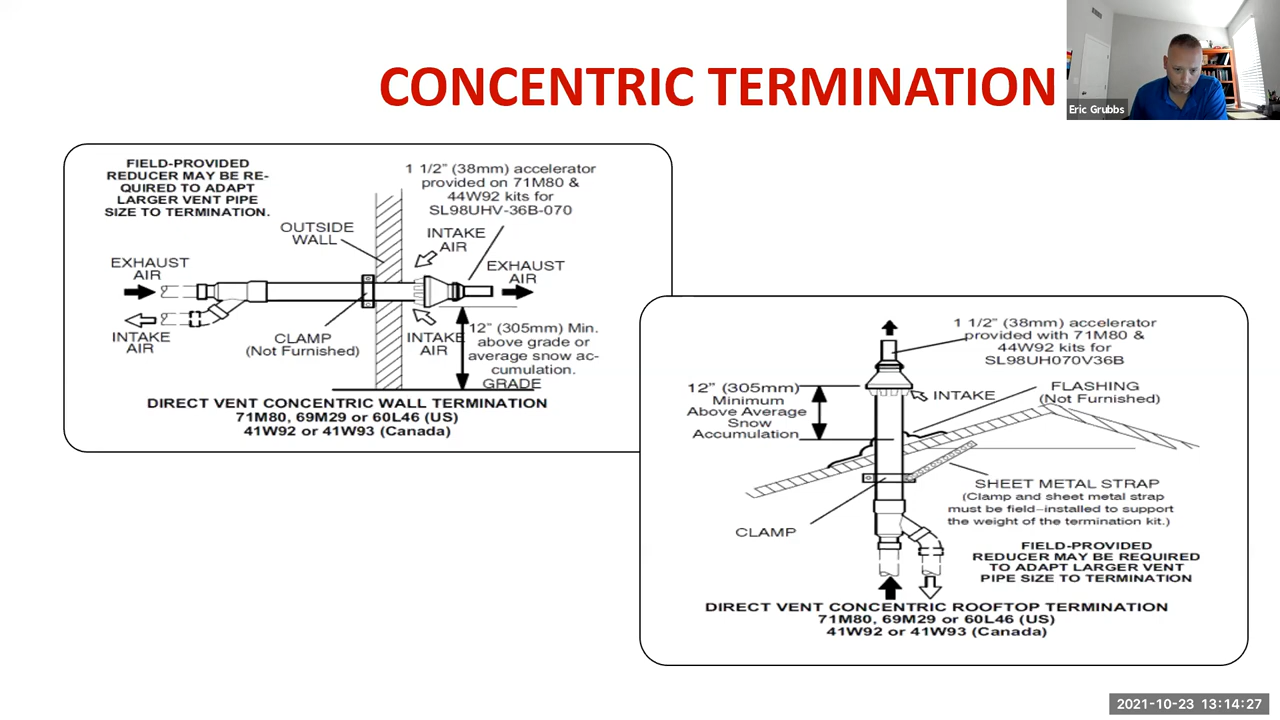 CONCENTRIC TERMINATION
Eric Grubbs
FIELD-PROVIDED
REDUCER MAY BE RE-
QUIRED TO ADAPT
LARGER VENT PIPE
SIZE TO TERMINATION.
1 1/2" (38mm) accelerator
provided on 71M80 &
44W92 kits for
SL98UHV-36B-070
OUTSIDE
WALL
INTAKE
AIR
EXHAUST
AIR
EXHAUST
AIR
INTAKE
AIR
CLAMP
(Not Furnished)
INTAKE
AIR
12" (305mm) Min.
above grade or
average snow ac-
cumulation.
GRADE
DIRECT VENT CONCENTRIC WALL TERMINATION
71M80, 69M29 or 60L46 (US)
41W92 or 41W93 (Canada)
1 1/2" (38mm) accelerator
provided with 71M80 &
44W92 kits for
SL98UH070V36B
12" (305mm)
Minimum
Above Average
Snow
Accumulation
INTAKE
FLASHING
(Not Furnished)
SHEET METAL STRAP
(Clamp and sheet metal strap
must be field–installed to support
the weight of the termination kit.)
CLAMP
FIELD-PROVIDED
REDUCER MAY BE REQUIRED
TO ADAPT LARGER VENT
PIPE SIZE TO TERMINATION
DIRECT VENT CONCENTRIC ROOFTOP TERMINATION
71M80, 69M29 or 60L46 (US)
41W92 or 41W93 (Canada)
2021-10-23 13:14:27